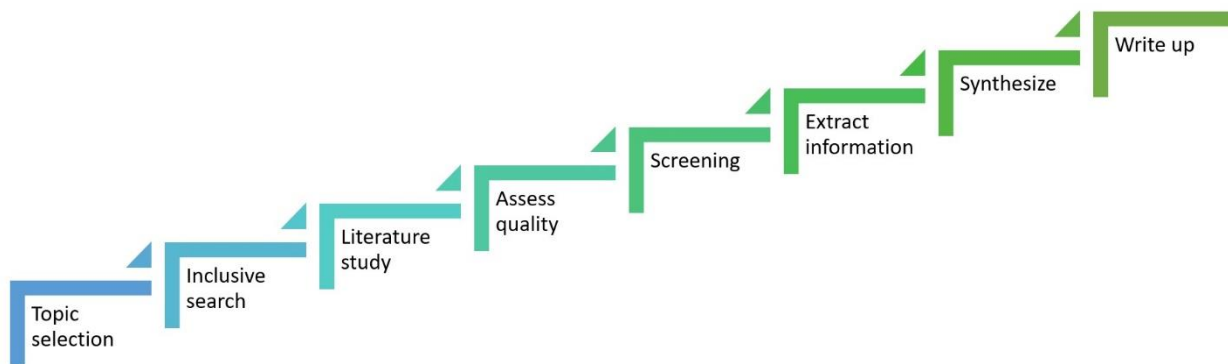 Topic
selection
Inclusive
search
Literature
study
Assess
quality
Screening
Extract
information
Synthesize
Write up